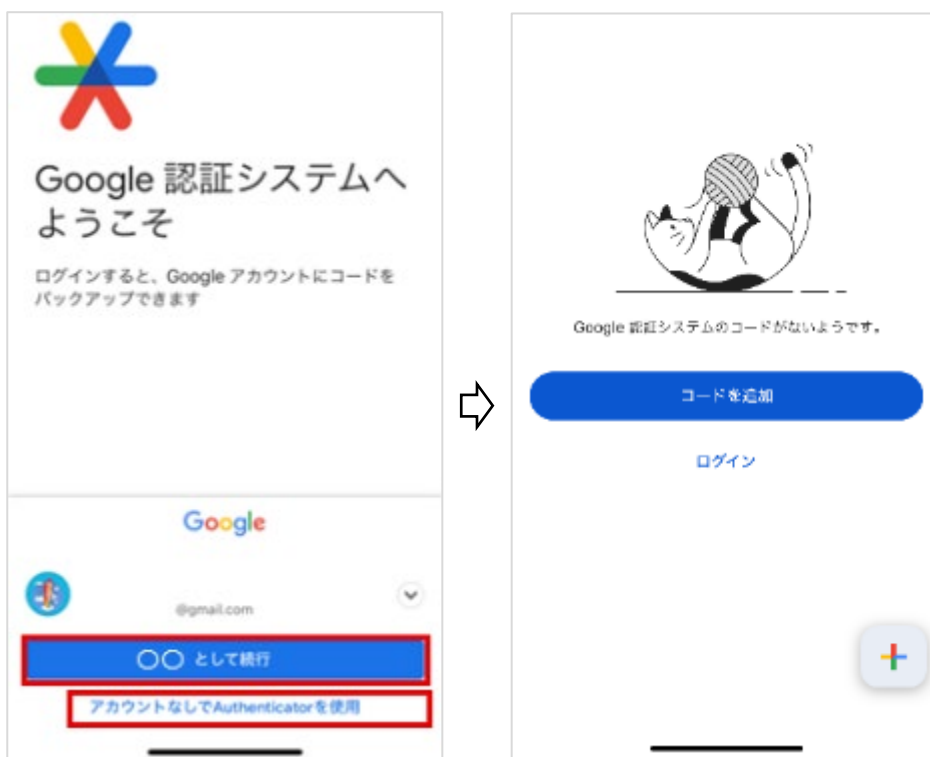 Google 認証システムへ
ようこそ
ログインすると、Google アカウントにコードを
バックアップできます
Google
@gmail.com
〇〇 として続行
アカウントなしでAuthenticatorを使用
Google 認証システムのコードがないようです。
コードを追加
ログイン